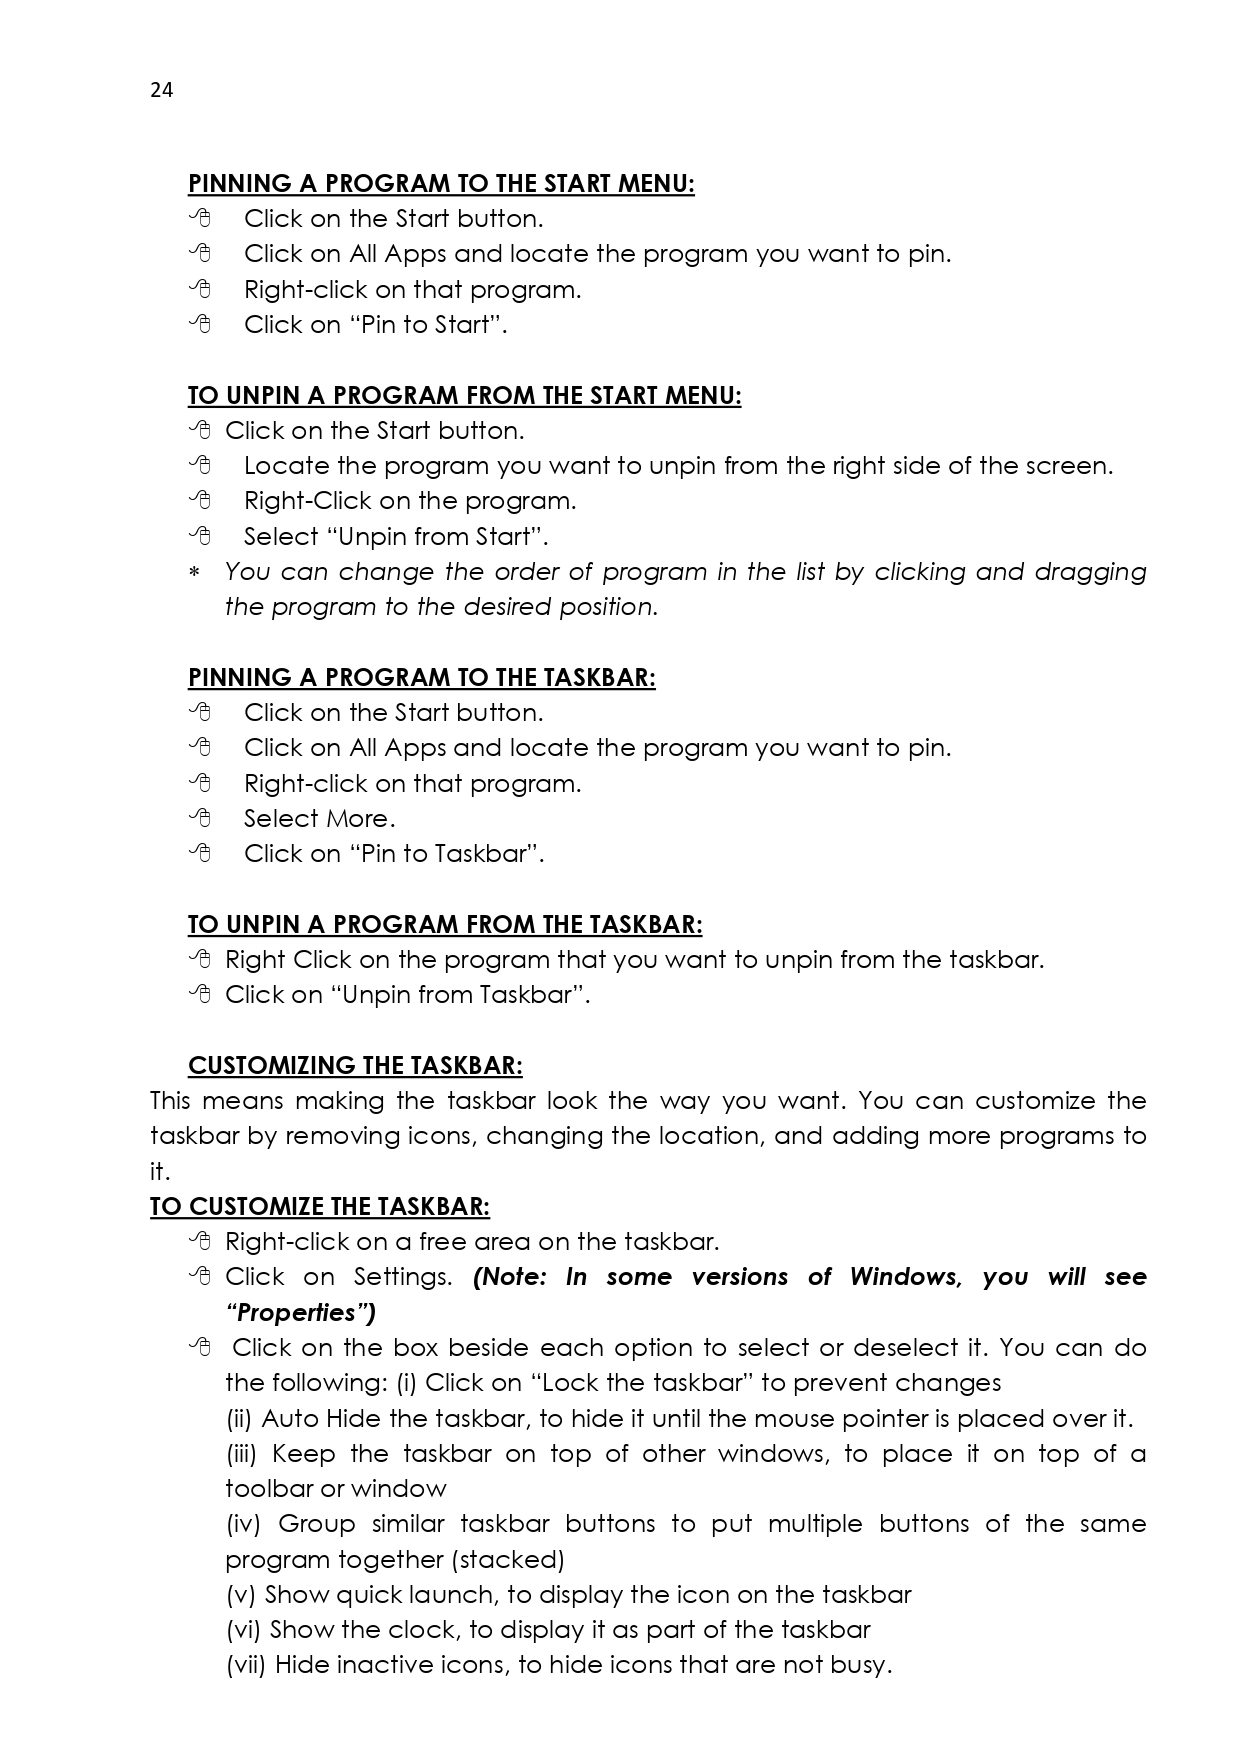 24
PINNING A PROGRAM TO THE START MENU:
Click on the Start button.
Click on All Apps and locate the program you want to pin.
Right-click on that program.
Click on “Pin to Start”.
TO UNPIN A PROGRAM FROM THE START MENU:
Click on the Start button.
Locate the program you want to unpin from the right side of the screen.
Right-Click on the program.
Select “Unpin from Start”.
* You can change the order of program in the list by clicking and dragging
the program to the desired position.
PINNING A PROGRAM TO THE TASKBAR:
Click on the Start button.
Click on All Apps and locate the program you want to pin.
Right-click on that program.
Select More.
Click on “Pin to Taskbar”.
TO UNPIN A PROGRAM FROM THE TASKBAR:
Right Click on the program that you want to unpin from the taskbar.
Click on “Unpin from Taskbar”.
CUSTOMIZING THE TASKBAR:
This means making the taskbar look the way you want. You can customize the
taskbar by removing icons, changing the location, and adding more programs to
it.
TO CUSTOMIZE THE TASKBAR:
Right-click on a free area on the taskbar.
Click on Settings. (Note: In some versions of Windows, you will see
“Properties”)
Click on the box beside each option to select or deselect it. You can do
the following: (i) Click on “Lock the taskbar” to prevent changes
(ii) Auto Hide the taskbar, to hide it until the mouse pointer is placed over it.
(iii) Keep the taskbar on top of other windows, to place it on top of a
toolbar or window
(iv) Group similar taskbar buttons to put multiple buttons of the same
program together (stacked)
(v) Show quick launch, to display the icon on the taskbar
(vi) Show the clock, to display it as part of the taskbar
(vii) Hide inactive icons, to hide icons that are not busy.